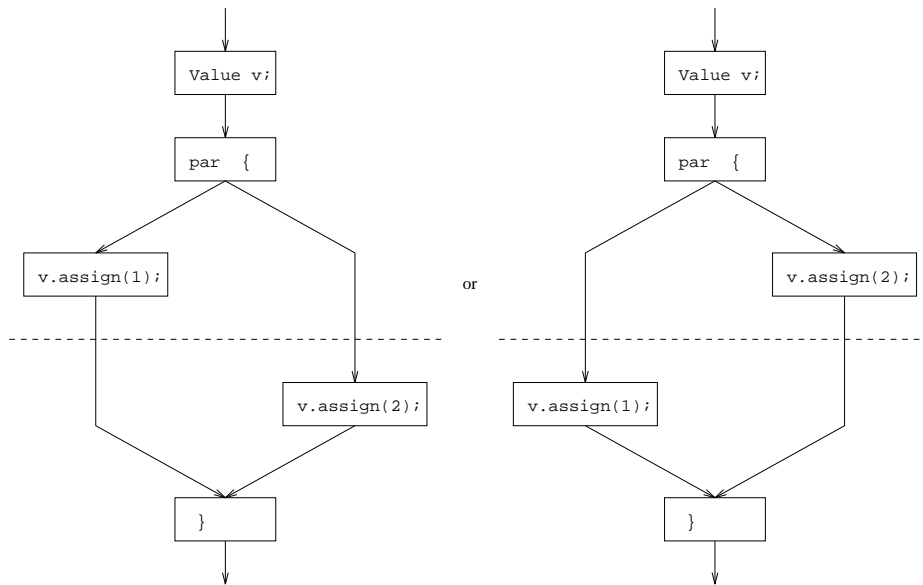 Value v;
par {
v.assign(1);
v.assign(2);
}
or
Value v;
par {
v.assign(2);
v.assign(1);
}